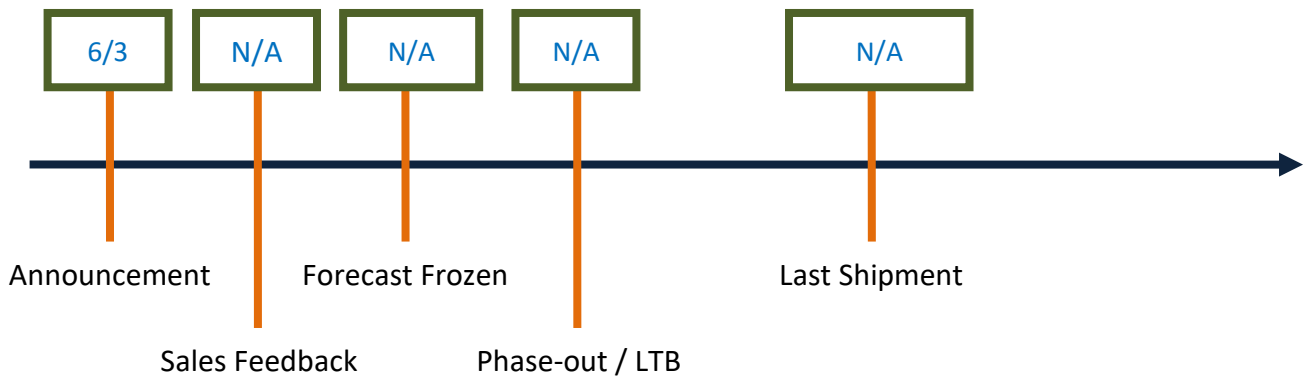 6/3
N/A
N/A
N/A
N/A
Announcement
Forecast Frozen
Last Shipment
Sales Feedback
Phase-out / LTB